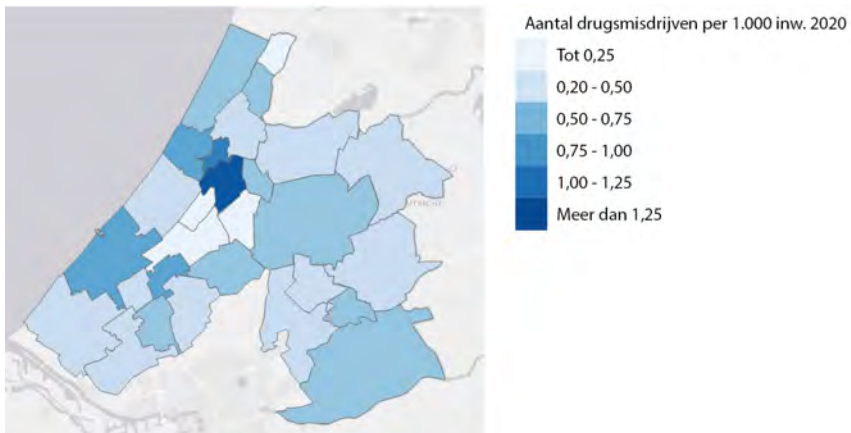 Aantal drugsmisdrijven per 1.000 inw. 2020
Tot 0,25
0,20 - 0,50
0,50 - 0,75
0,75 - 1,00
1,00 - 1,25
Meer dan 1,25